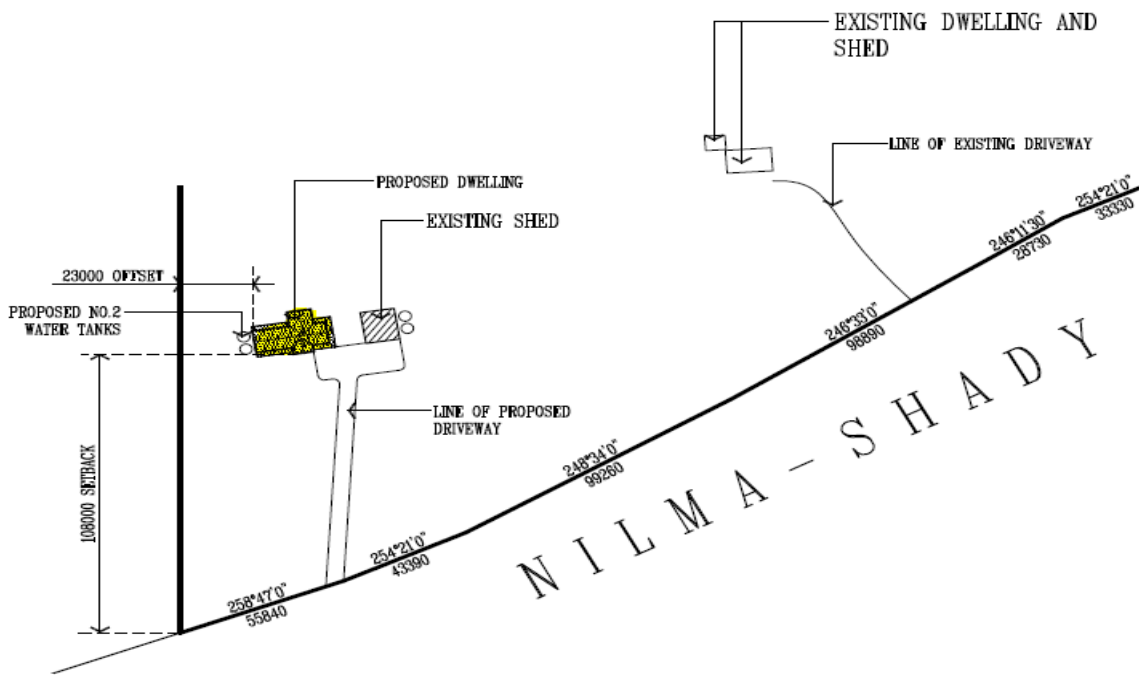 EXISTING DWELLING AND
SHED
LINE OF EXISTING DRIVEWAY
PROPOSED DWELLING
EXISTING SHED
254°21'0"
33330
246°11'30"
28730
23000 OFFSET
PROPOSED NO.2
WATER TANKS
246°33'0"
98890
LINE OF PROPOSED
DRIVEWAY
108000 SETBACK
248°34'0"
99260
NILMA - SHADY
254°21'0"
43390
258°47'0"
55840